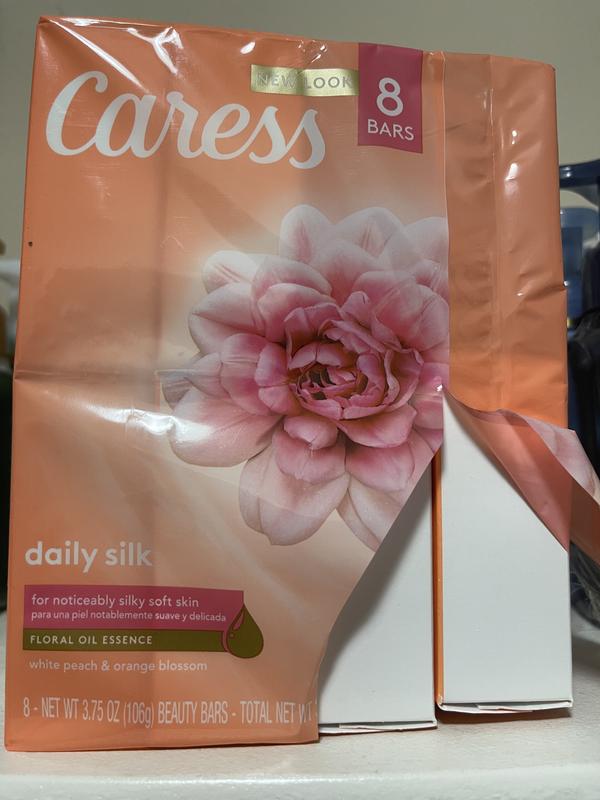 NEW LOOK
8
BARS
Caress
daily silk
for noticeably silky soft skin
para una piel notablemente suave y delicada
FLORAL OIL ESSENCE
white peach & orange blossom
8 - NET WT 3.75 OZ (106g) BEAUTY BARS - TOTAL NET WT